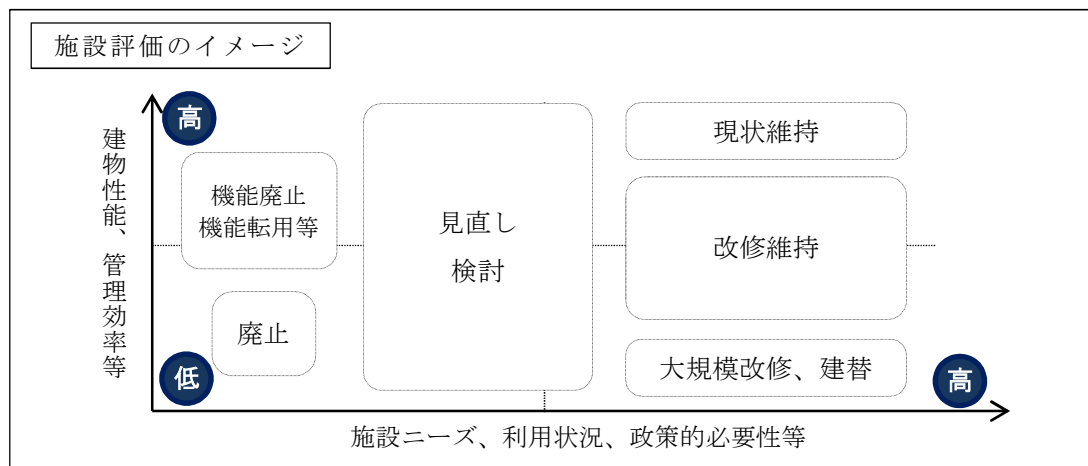 施設評価のイメージ
高
建物性能、管理効率等
機能廃止
機能転用等
廃止
低
見直し
検討
現状維持
改修維持
大規模改修、建替
高
施設ニーズ、利用状況、政策的必要性等